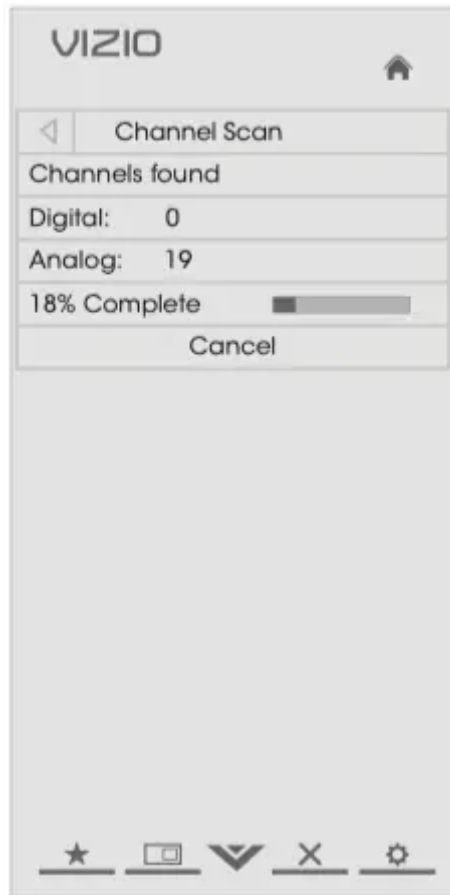 VIZIO
Channel Scan
Channels found
Digital: 0
Analog: 19
18% Complete
Cancel